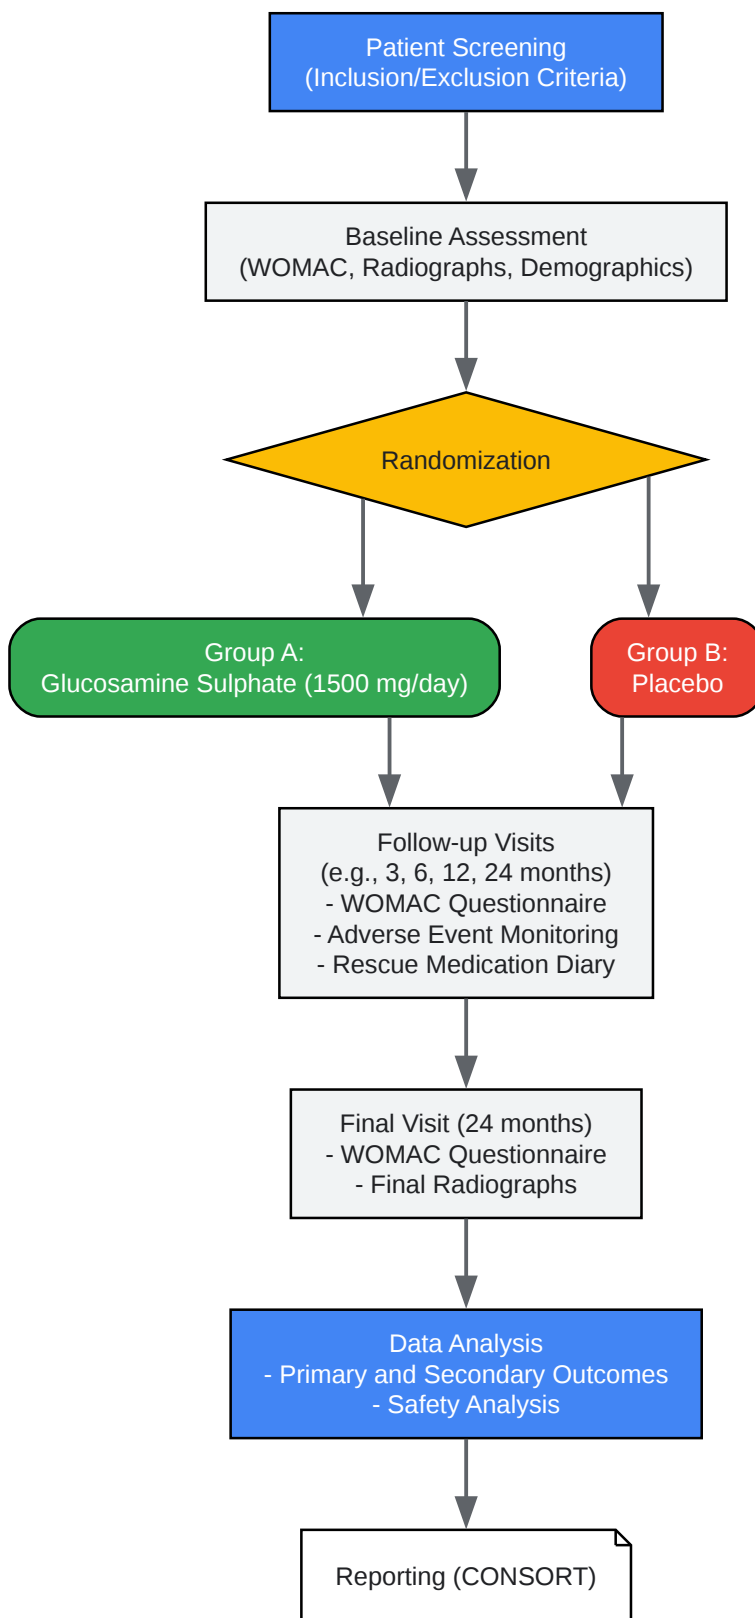 Patient Screening
(Inclusion/Exclusion Criteria)
Baseline Assessment
(WOMAC, Radiographs, Demographics)
Randomization
Group A:
Glucosamine Sulphate (1500 mg/day)
Group B:
Placebo
Follow-up Visits
(e.g., 3, 6, 12, 24 months)
- WOMAC Questionnaire
- Adverse Event Monitoring
- Rescue Medication Diary
Final Visit (24 months)
- WOMAC Questionnaire
- Final Radiographs
Data Analysis
- Primary and Secondary Outcomes
- Safety Analysis
Reporting (CONSORT)